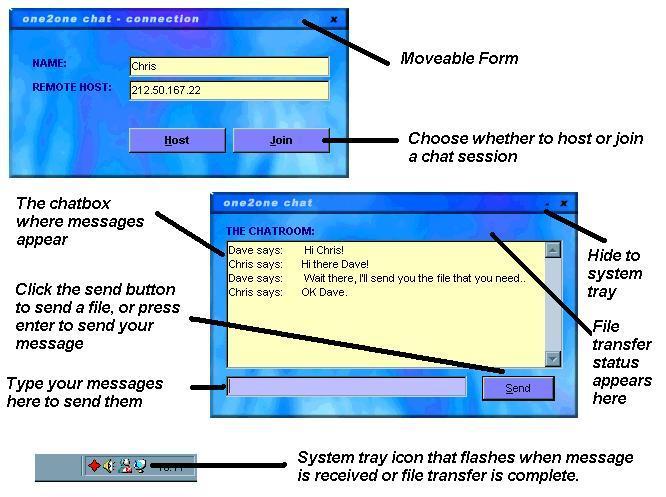 one2one chat - connection
x
NAME:
Chris
REMOTE HOST:
212.50.167.22
Host
Join
Moveable Form
Choose whether to host or join
a chat session
The chatbox
where messages
appear
one2one chat
- x
THE CHATROOM:
Dave says: Hi Chris!
Chris says: Hi there Dave!
Dave says: Wait there, I'll send you the file that you need..
Chris says: OK Dave.
Hide to
system
tray
Click the send button
to send a file, or press
enter to send your
message
File
transfer
status
appears
here
Type your messages
here to send them
Send
System tray icon that flashes when message
is received or file transfer is complete.